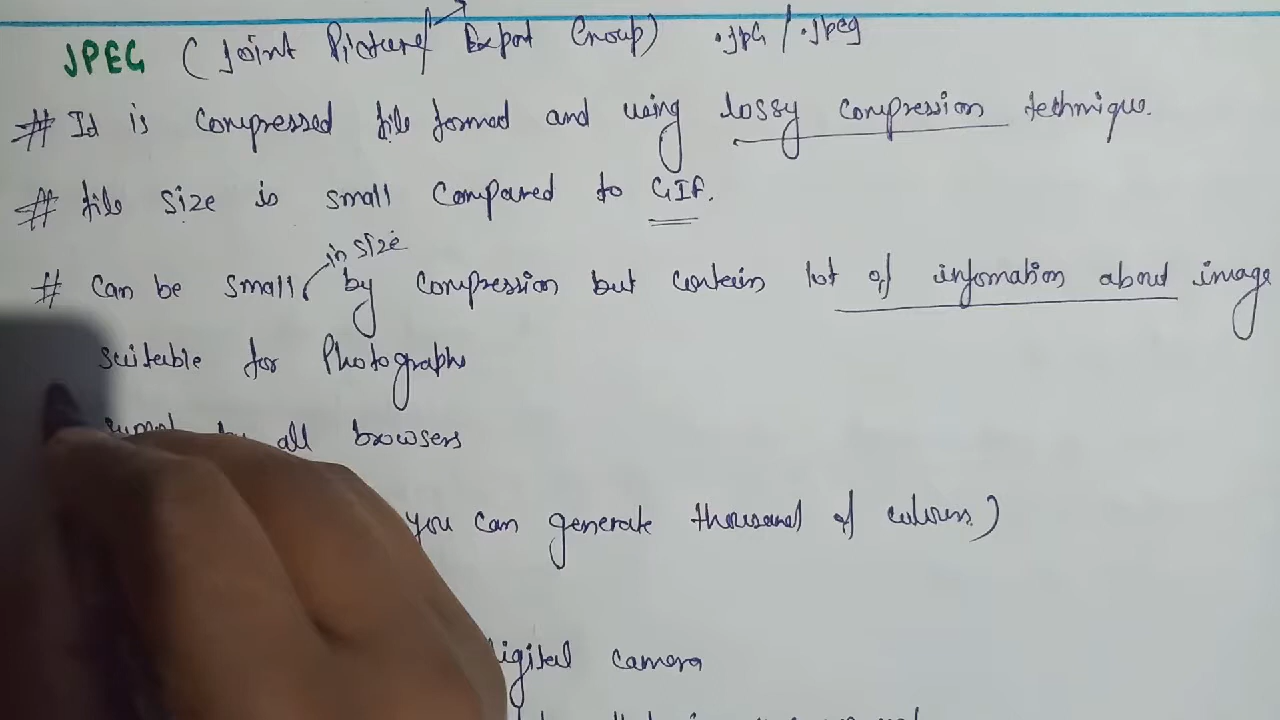 JPEG (Joint Picture/ Expert Group) .jpG / .jpeg
# It is compressed file format and using lossy compression technique.
# file size is small compared to GIF.
in size
# Can be small by compression but contain lot of information about image
suitable for Photographs
by all browsers
you can generate thousand of colours)
digital camera